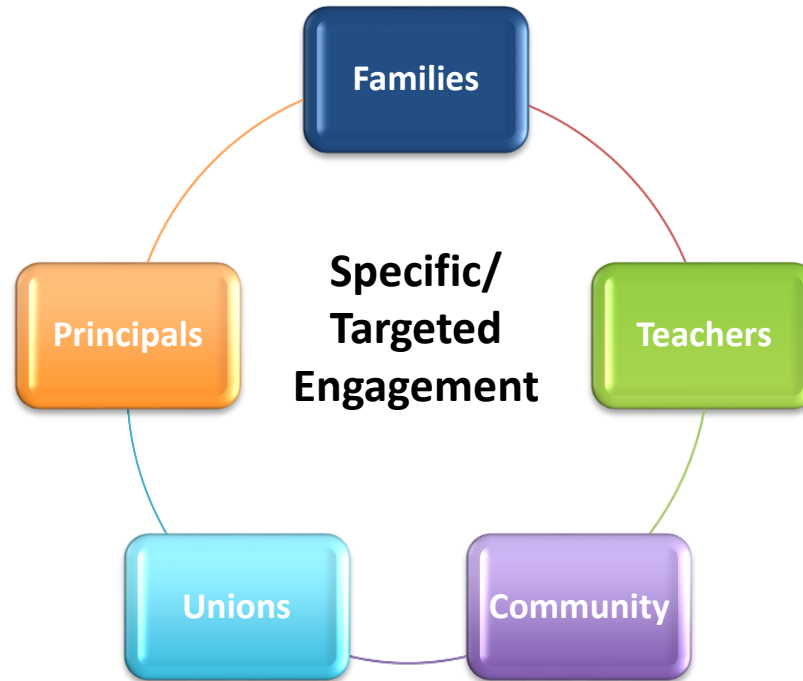 Families
Specific/
Targeted
Engagement
Principals
Teachers
Unions
Community